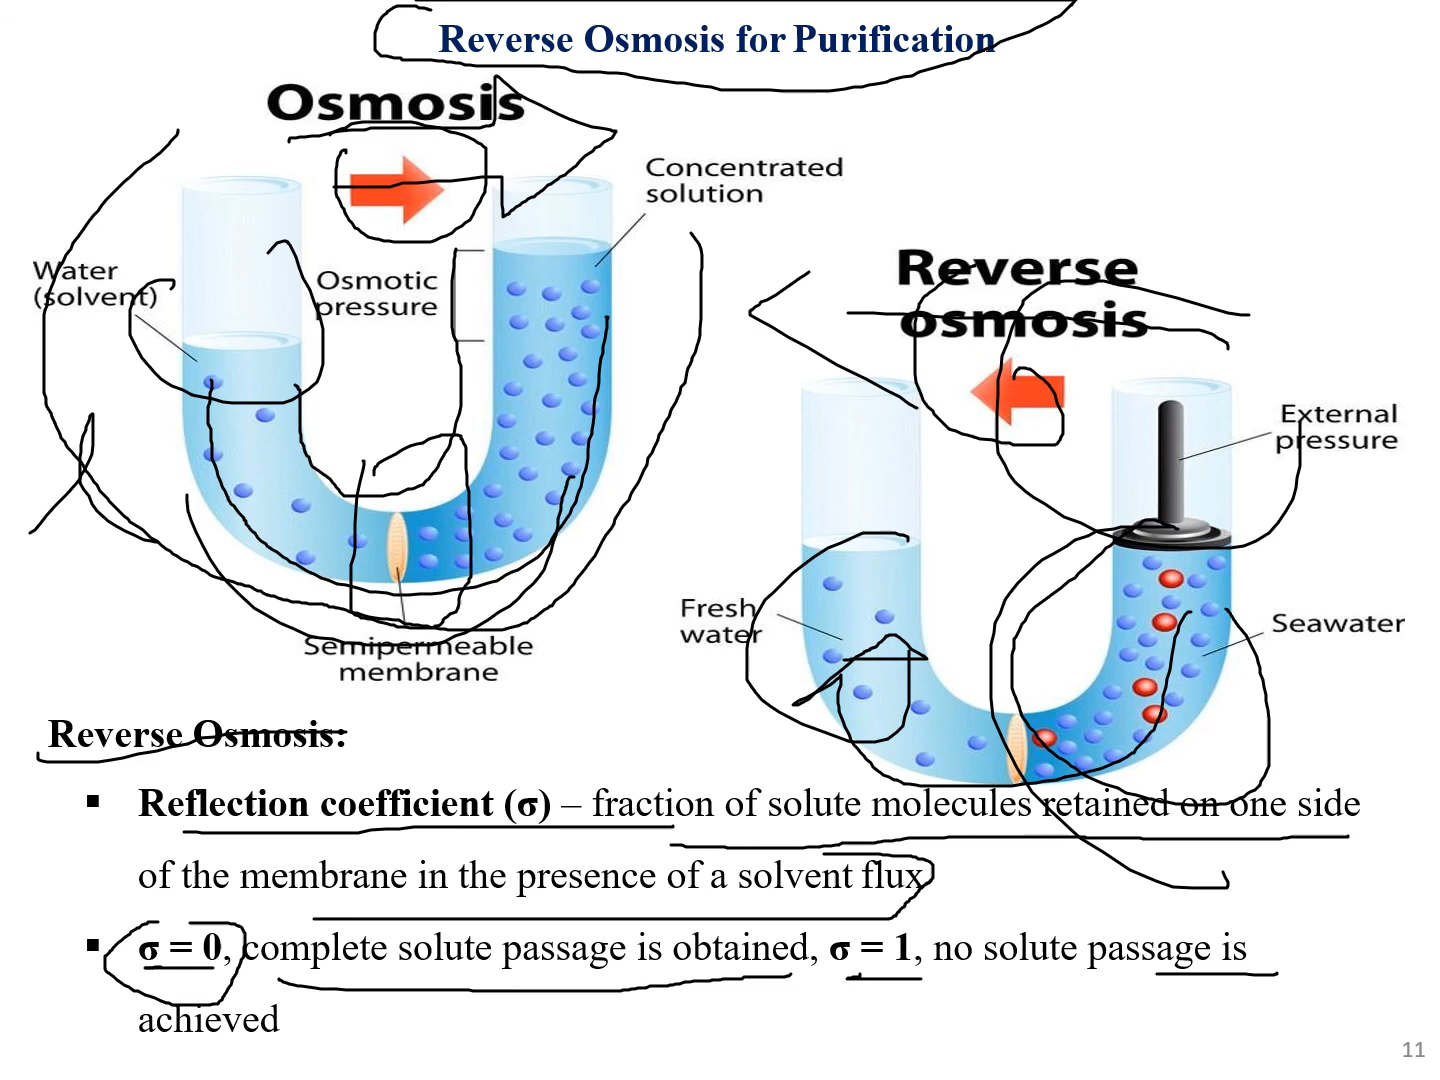 Reverse Osmosis for Purification
Osmosis
Concentrated
solution
Water
(solvent)
Osmotic
pressure
Semipermeable
membrane
Reverse
osmosis
External
pressure
Fresh
water
Seawater
Reverse Osmosis:
▪ Reflection coefficient (σ) – fraction of solute molecules retained on one side
of the membrane in the presence of a solvent flux
▪ σ = 0, complete solute passage is obtained, σ = 1, no solute passage is
achieved
11